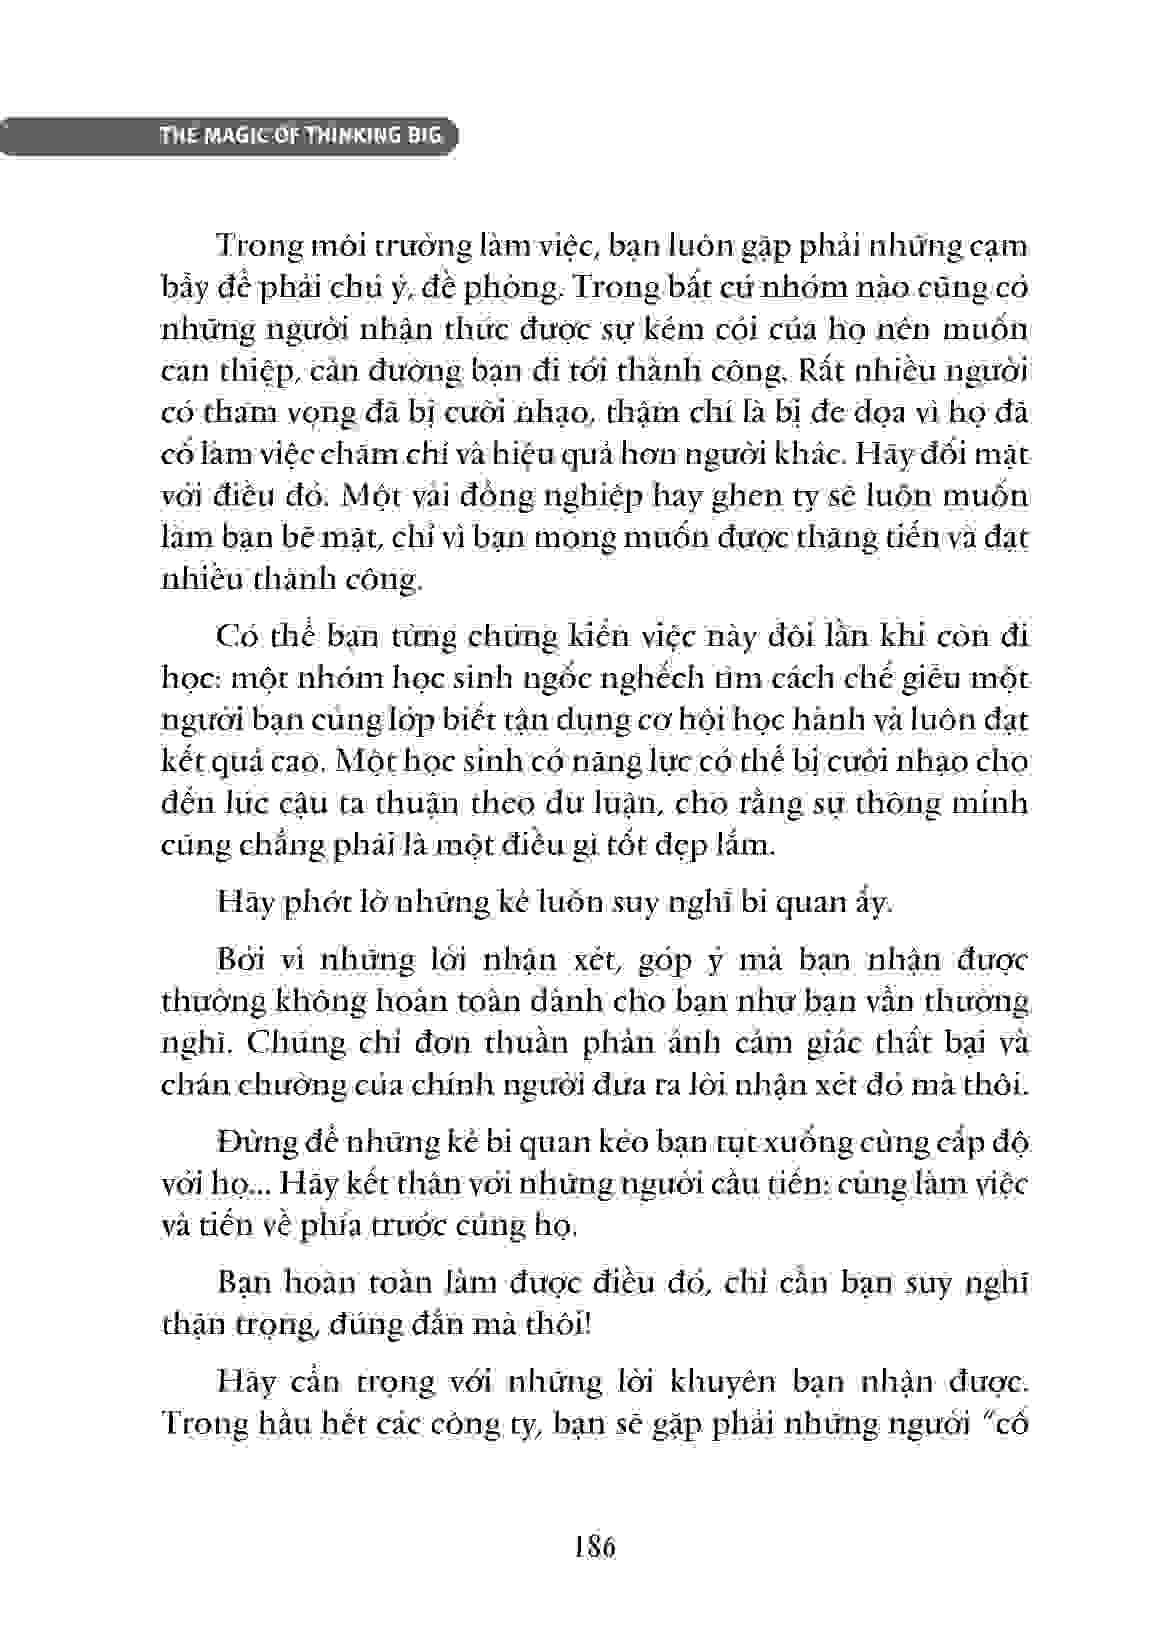 THE MAGIC OF THINKING BIG
Trong môi trường làm việc, bạn luôn gặp phải những cạm
bẫy để phải chú ý, đề phòng. Trong bất cứ nhóm nào cũng có
những người nhận thức được sự kém cỏi của họ nên muốn
can thiệp, cản đường bạn đi tới thành công. Rất nhiều người
có tham vọng đã bị cười nhạo, thậm chí là bị đe dọa vì họ đã
cố làm việc chăm chỉ và hiệu quả hơn người khác. Hãy đối mặt
với điều đó. Một vài đồng nghiệp hay ghen tỵ sẽ luôn muốn
làm bạn bẽ mặt, chỉ vì bạn mong muốn được thăng tiến và đạt
nhiều thành công.
Có thể bạn từng chứng kiến việc này đôi lần khi còn đi
học: một nhóm học sinh ngốc nghếch tìm cách chế giễu một
người bạn cùng lớp biết tận dụng cơ hội học hành và luôn đạt
kết quả cao. Một học sinh có năng lực có thể bị cười nhạo cho
đến lúc cậu ta thuận theo dư luận, cho rằng sự thông minh
cũng chẳng phải là một điều gì tốt đẹp lắm.
Hãy phớt lờ những kẻ luôn suy nghĩ bi quan ấy.
Bởi vì những lời nhận xét, góp ý mà bạn nhận được
thường không hoàn toàn dành cho bạn như bạn vẫn thường
nghĩ. Chúng chỉ đơn thuần phản ánh cảm giác thất bại và
chán chường của chính người đưa ra lời nhận xét đó mà thôi.
Đừng để những kẻ bi quan kéo bạn tụt xuống cùng cấp độ
với họ... Hãy kết thân với những người cầu tiến: cùng làm việc
và tiến về phía trước cùng họ.
Bạn hoàn toàn làm được điều đó, chỉ cần bạn suy nghĩ
thận trọng, đúng đắn mà thôi!
Hãy cẩn trọng với những lời khuyên bạn nhận được.
Trong hầu hết các công ty, bạn sẽ gặp phải những người “cố
186